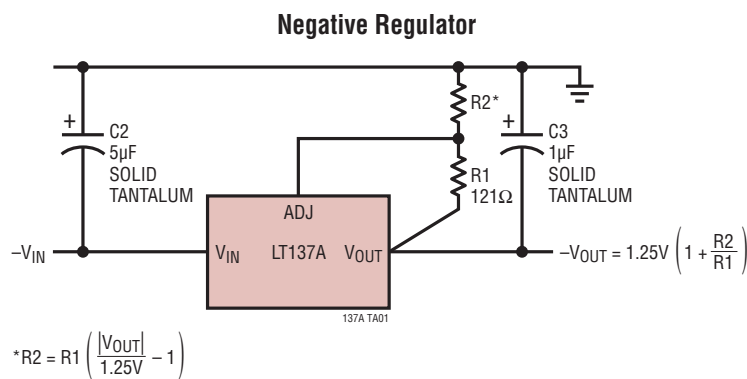 Negative Regulator
R2*
+
C2
5µF
SOLID
TANTALUM
+
C3
1µF
SOLID
TANTALUM
R1
121Ω
ADJ
–VIN
VIN
LT137A
VOUT
–VOUT = 1.25V (1 + R2/R1)
137A TA01
*R2 = R1 (|VOUT|/1.25V – 1)